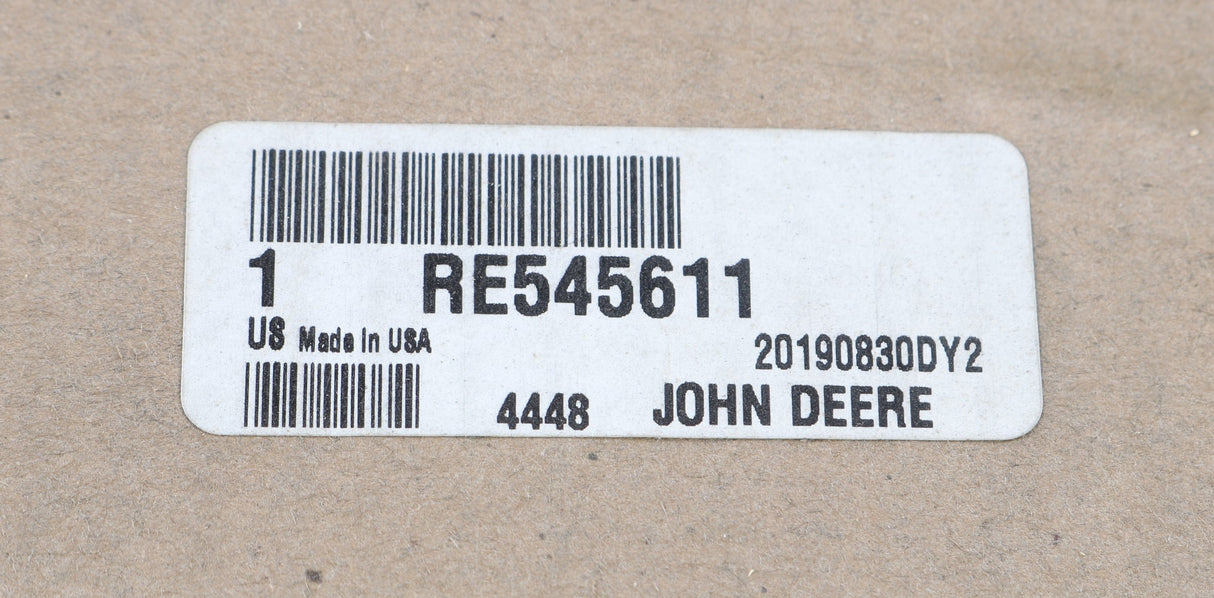 1 RE545611
US Made in USA
20190830DY2
4448 JOHN DEERE